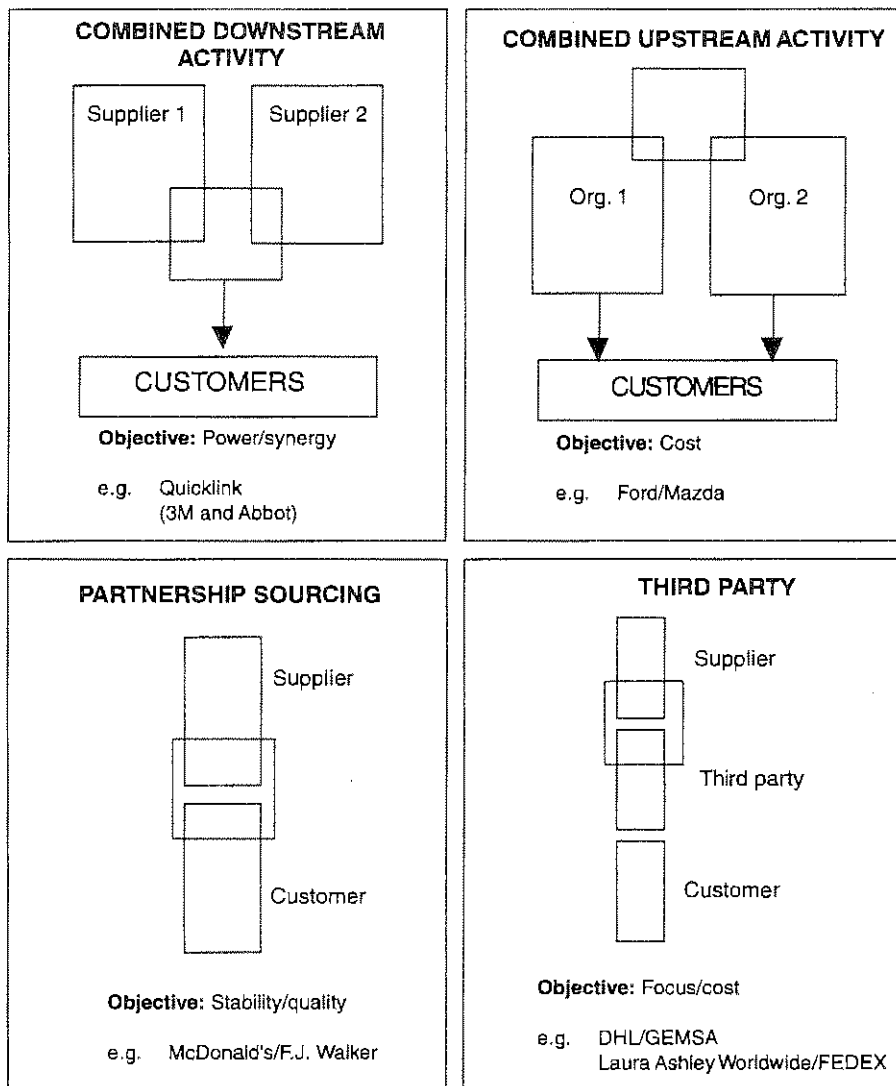 COMBINED DOWNSTREAM
ACTIVITY
Supplier 1
Supplier 2
CUSTOMERS
Objective: Power/synergy
e.g. Quicklink
(3M and Abbot)
COMBINED UPSTREAM ACTIVITY
Org. 1
Org. 2
CUSTOMERS
Objective: Cost
e.g. Ford/Mazda
PARTNERSHIP SOURCING
Supplier
Customer
Objective: Stability/quality
e.g. McDonald's/F.J. Walker
THIRD PARTY
Supplier
Third party
Customer
Objective: Focus/cost
e.g. DHL/GEMSA
Laura Ashley Worldwide/FEDEX